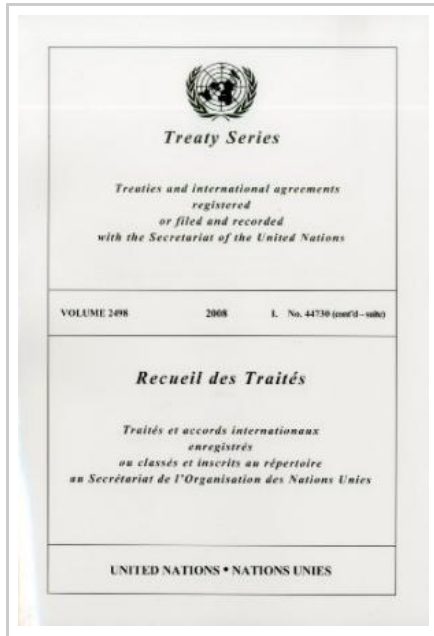 Treaty Series
Treaties and international agreements
registered
or filed and recorded
with the Secretariat of the United Nations
VOLUME 2498 2008 I. No. 44730 (cont'd – suite)
Recueil des Traités
Traités et accords internationaux
enregistrés
ou classés et inscrits au répertoire
au Secrétariat de l'Organisation des Nations Unies
UNITED NATIONS • NATIONS UNIES